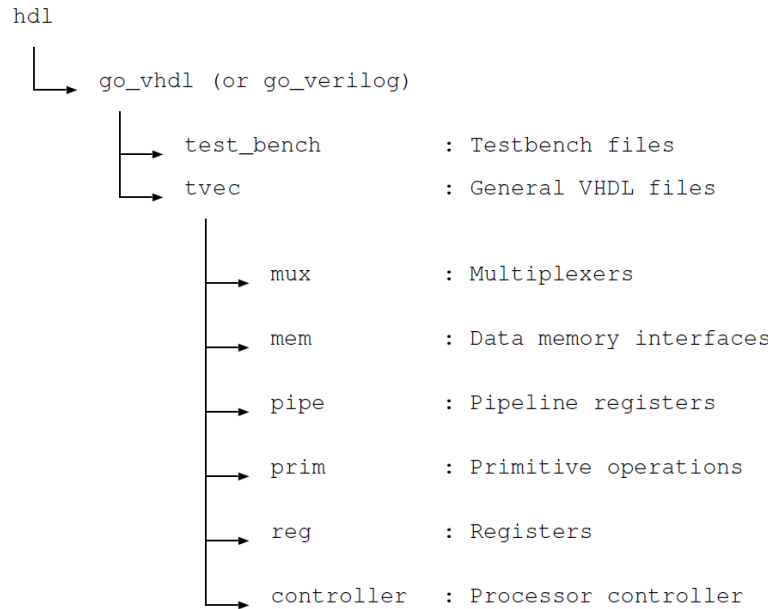 hdl
go_vhdl (or go_verilog)
test_bench : Testbench files
tvec : General VHDL files
mux : Multiplexers
mem : Data memory interfaces
pipe : Pipeline registers
prim : Primitive operations
reg : Registers
controller : Processor controller